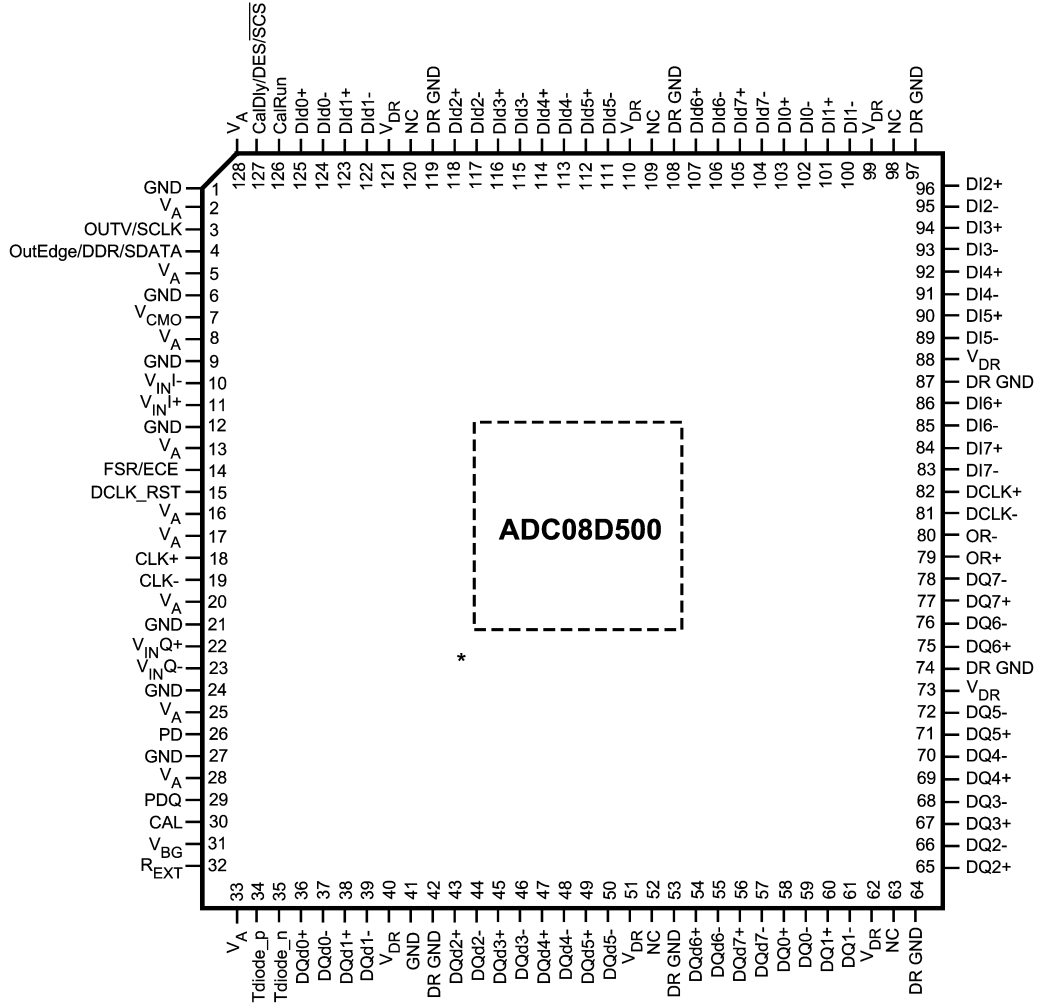 V_A CalDly/DES/SCS CalRun DId0+ DId0- DId1+ DId1- V_DR NC DR GND DId2+ DId2- DId3+ DId3- DId4+ DId4- DId5+ DId5- V_DR NC DR GND DId6+ DId6- DId7+ DId7- DI0+ DI0- DI1+ DI1- V_DR NC DR GND
128 127 126 125 124 123 122 121 120 119 118 117 116 115 114 113 112 111 110 109 108 107 106 105 104 103 102 101 100 99 98 97
GND 1
V_A 2
OUTV/SCLK 3
OutEdge/DDR/SDATA 4
V_A 5
GND 6
V_CMO 7
V_A 8
GND 9
V_INI- 10
V_INI+ 11
GND 12
V_A 13
FSR/ECE 14
DCLK_RST 15
V_A 16
V_A 17
CLK+ 18
CLK- 19
V_A 20
GND 21
V_INQ+ 22
V_INQ- 23
GND 24
V_A 25
PD 26
GND 27
V_A 28
PDQ 29
CAL 30
V_BG 31
R_EXT 32
ADC08D500
*
96 DI2+
95 DI2-
94 DI3+
93 DI3-
92 DI4+
91 DI4-
90 DI5+
89 DI5-
88 V_DR
87 DR GND
86 DI6+
85 DI6-
84 DI7+
83 DI7-
82 DCLK+
81 DCLK-
80 OR-
79 OR+
78 DQ7-
77 DQ7+
76 DQ6-
75 DQ6+
74 DR GND
73 V_DR
72 DQ5-
71 DQ5+
70 DQ4-
69 DQ4+
68 DQ3-
67 DQ3+
66 DQ2-
65 DQ2+
33 34 35 36 37 38 39 40 41 42 43 44 45 46 47 48 49 50 51 52 53 54 55 56 57 58 59 60 61 62 63 64
V_A Tdiode_p Tdiode_n DQd0+ DQd0- DQd1+ DQd1- V_DR GND DR GND DQd2+ DQd2- DQd3+ DQd3- DQd4+ DQd4- DQd5+ DQd5- V_DR NC DR GND DQd6+ DQd6- DQd7+ DQd7- DQ0+ DQ0- DQ1+ DQ1- V_DR NC DR GND